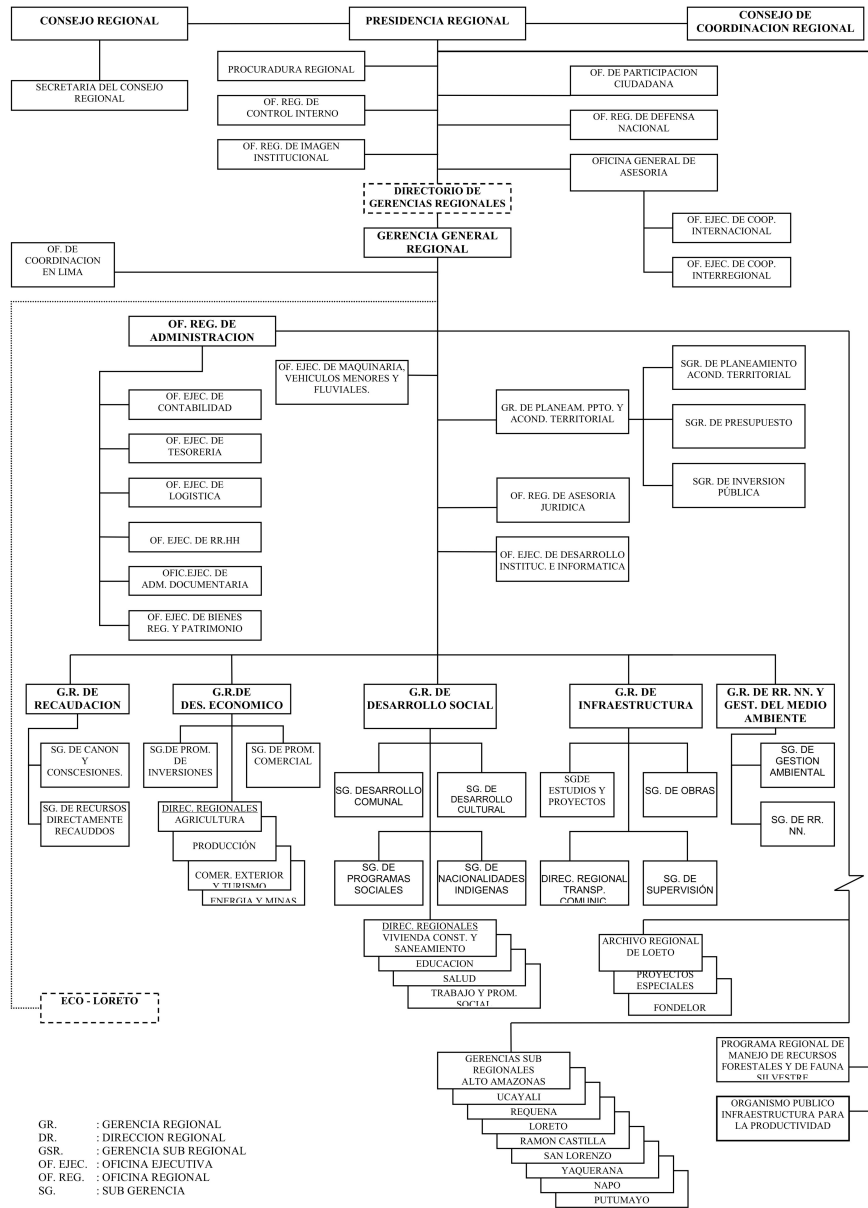 CONSEJO REGIONAL
PRESIDENCIA REGIONAL
CONSEJO DE
COORDINACION REGIONAL
SECRETARIA DEL CONSEJO
REGIONAL
PROCURADURA REGIONAL
OF. REG. DE
CONTROL INTERNO
OF. REG. DE IMAGEN
INSTITUCIONAL
OF. DE PARTICIPACION
CIUDADANA
OF. REG. DE DEFENSA
NACIONAL
OFICINA GENERAL DE
ASESORIA
DIRECTORIO DE
GERENCIAS REGIONALES
GERENCIA GENERAL
REGIONAL
OF. EJEC. DE COOP.
INTERNACIONAL
OF. EJEC. DE COOP.
INTERREGIONAL
OF. DE
COORDINACION
EN LIMA
OF. REG. DE
ADMINISTRACION
OF. EJEC. DE MAQUINARIA,
VEHICULOS MENORES Y
FLUVIALES.
OF. EJEC. DE
CONTABILIDAD
OF. EJEC. DE
TESORERIA
OF. EJEC. DE
LOGISTICA
OF. EJEC. DE RR.HH
OFIC.EJEC. DE
ADM. DOCUMENTARIA
OF. EJEC. DE BIENES
REG. Y PATRIMONIO
GR. DE PLANEAM. PPTO. Y
ACOND. TERRITORIAL
SGR. DE PLANEAMIENTO
ACOND. TERRITORIAL
SGR. DE PRESUPUESTO
SGR. DE INVERSION
PÚBLICA
OF. REG. DE ASESORIA
JURIDICA
OF. EJEC. DE DESARROLLO
INSTITUC. E INFORMATICA
G.R. DE
RECAUDACION
G.R.DE
DES. ECONOMICO
G.R. DE
DESARROLLO SOCIAL
G.R. DE
INFRAESTRUCTURA
G.R. DE RR. NN. Y
GEST. DEL MEDIO
AMBIENTE
SG. DE CANON
Y
CONSCESIONES.
SG. DE RECURSOS
DIRECTAMENTE
RECAUDDOS
SG.DE PROM.
DE
INVERSIONES
SG. DE PROM.
COMERCIAL
DIREC. REGIONALES
AGRICULTURA
PRODUCCIÓN
COMER. EXTERIOR
Y TURISMO
ENERGIA Y MINAS
SG. DESARROLLO
COMUNAL
SG. DE
DESARROLLO
CULTURAL
SG. DE
PROGRAMAS
SOCIALES
SG. DE
NACIONALIDADES
INDIGENAS
DIREC. REGIONALES
VIVIENDA CONST. Y
SANEAMIENTO
EDUCACION
SALUD
TRABAJO Y PROM.
SOCIAL
SGDE
ESTUDIOS Y
PROYECTOS
SG. DE OBRAS
DIREC. REGIONAL
TRANSP.
COMUNIC
SG. DE
SUPERVISIÓN
SG. DE
GESTION
AMBIENTAL
SG. DE RR.
NN.
ARCHIVO REGIONAL
DE LOETO
PROYECTOS
ESPECIALES
FONDELOR
ECO - LORETO
GERENCIAS SUB
REGIONALES
ALTO AMAZONAS
UCAYALI
REQUENA
LORETO
RAMON CASTILLA
SAN LORENZO
YAQUERANA
NAPO
PUTUMAYO
PROGRAMA REGIONAL DE
MANEJO DE RECURSOS
FORESTALES Y DE FAUNA
SILVESTRE
ORGANISMO PUBLICO
INFRAESTRUCTURA PARA
LA PRODUCTIVIDAD
GR. : GERENCIA REGIONAL
DR. : DIRECCION REGIONAL
GSR. : GERENCIA SUB REGIONAL
OF. EJEC. : OFICINA EJECUTIVA
OF. REG. : OFICINA REGIONAL
SG. : SUB GERENCIA